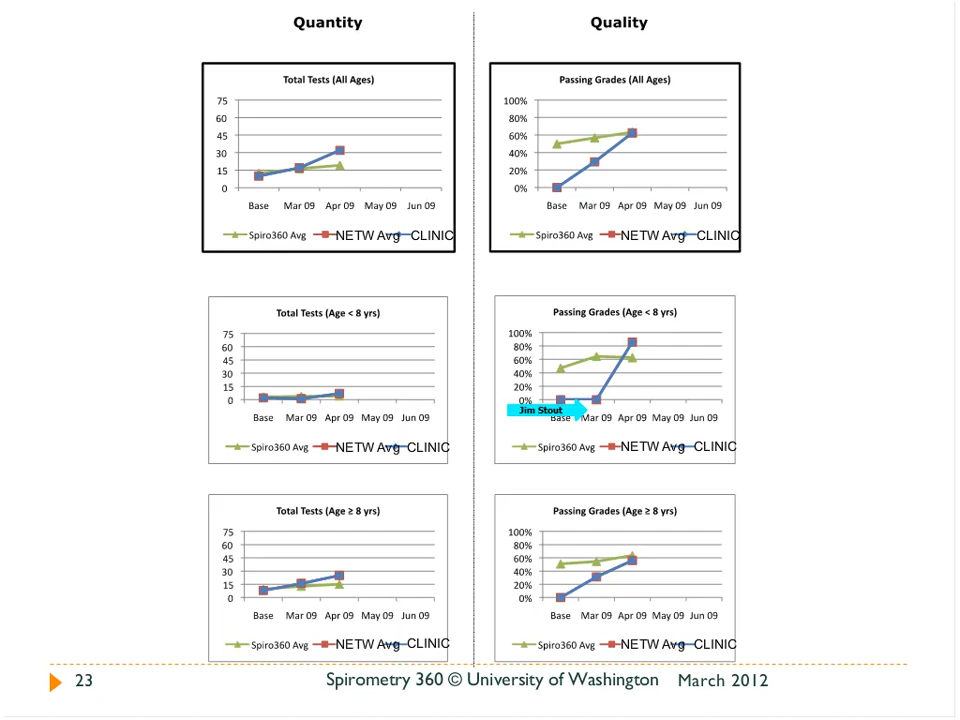 Quantity
Quality
Total Tests (All Ages)
75
60
45
30
15
0
Base Mar 09 Apr 09 May 09 Jun 09
Spiro360 Avg NETW Avg CLINIC
Passing Grades (All Ages)
100%
80%
60%
40%
20%
0%
Base Mar 09 Apr 09 May 09 Jun 09
Spiro360 Avg NETW Avg CLINIC
Total Tests (Age < 8 yrs)
75
60
45
30
15
0
Base Mar 09 Apr 09 May 09 Jun 09
Spiro360 Avg NETW Avg CLINIC
Passing Grades (Age < 8 yrs)
100%
80%
60%
40%
20%
0%
Jim Stout
Base Mar 09 Apr 09 May 09 Jun 09
Spiro360 Avg NETW Avg CLINIC
Total Tests (Age ≥ 8 yrs)
75
60
45
30
15
0
Base Mar 09 Apr 09 May 09 Jun 09
Spiro360 Avg NETW Avg CLINIC
Passing Grades (Age ≥ 8 yrs)
100%
80%
60%
40%
20%
0%
Base Mar 09 Apr 09 May 09 Jun 09
Spiro360 Avg NETW Avg CLINIC
23 Spirometry 360 © University of Washington March 2012